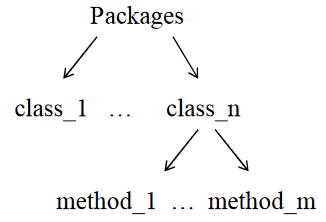 Packages
class_1 … class_n
method_1 … method_m